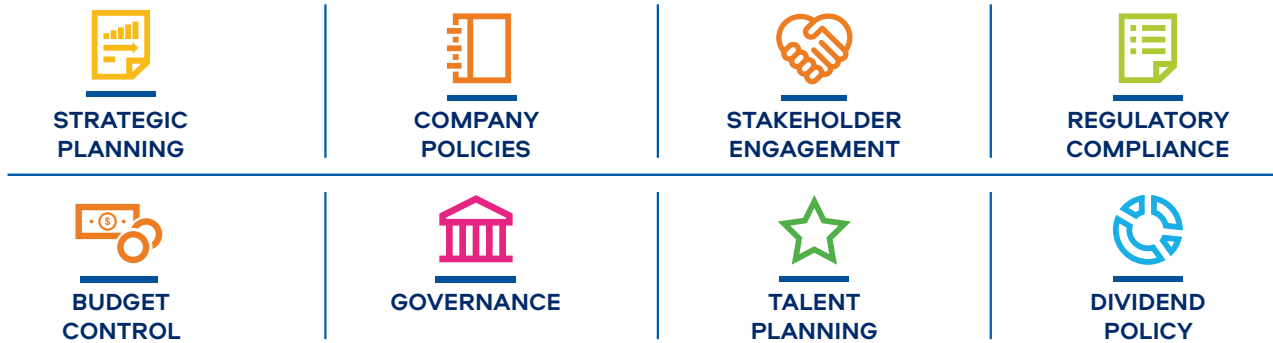 STRATEGIC
PLANNING
COMPANY
POLICIES
STAKEHOLDER
ENGAGEMENT
REGULATORY
COMPLIANCE
$
BUDGET
CONTROL
GOVERNANCE
TALENT
PLANNING
DIVIDEND
POLICY